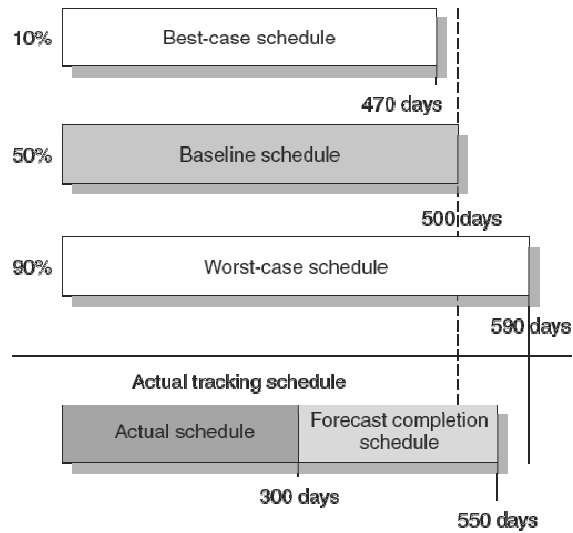 10%
Best-case schedule
470 days
50%
Baseline schedule
500 days
90%
Worst-case schedule
590 days
Actual tracking schedule
Actual schedule
Forecast completion
schedule
300 days
550 days